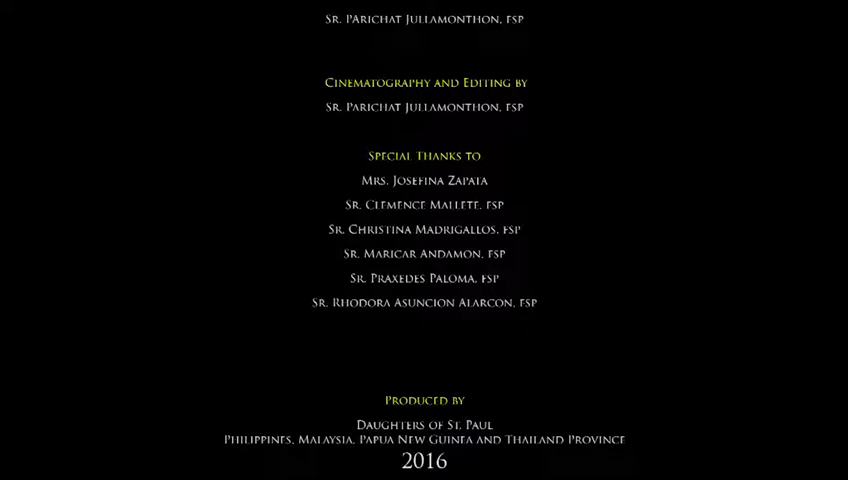 Sr. PArichat Jullamonthon, fsp
Cinematography and Editing by
Sr. Parichat Jullamonthon, fsp
Special Thanks to
Mrs. Josefina Zapata
Sr. Clemence Mallete, fsp
Sr. Christina Madrigallos, fsp
Sr. Maricar Andamon, fsp
Sr. Praxedes Paloma, fsp
Sr. Rhodora Asuncion Alarcon, fsp
Produced by
Daughters of St. Paul
Philippines, Malaysia, Papua New Guinea and Thailand Province
2016